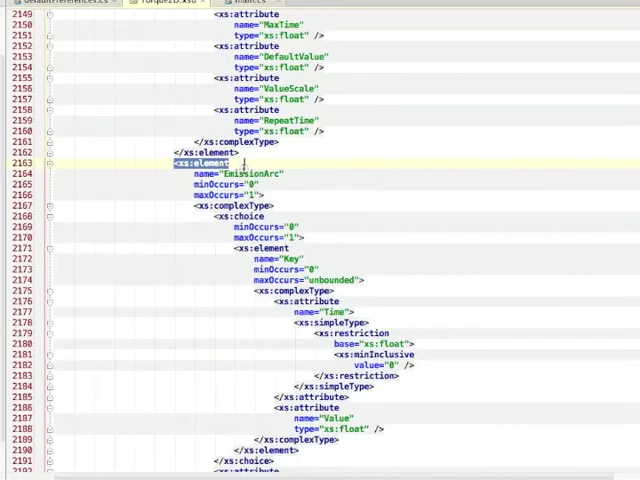 defaultPreferences.cs Torque2D.xsd main.cs
2149 <xs:attribute
2150 name="MaxTime"
2151 type="xs:float" />
2152 <xs:attribute
2153 name="DefaultValue"
2154 type="xs:float" />
2155 <xs:attribute
2156 name="ValueScale"
2157 type="xs:float" />
2158 <xs:attribute
2159 name="RepeatTime"
2160 type="xs:float" />
2161 </xs:complexType>
2162 </xs:element>
2163 <xs:element
2164 name="EmissionArc"
2165 minOccurs="0"
2166 maxOccurs="1">
2167 <xs:complexType>
2168 <xs:choice
2169 minOccurs="0"
2170 maxOccurs="1">
2171 <xs:element
2172 name="Key"
2173 minOccurs="0"
2174 maxOccurs="unbounded">
2175 <xs:complexType>
2176 <xs:attribute
2177 name="Time">
2178 <xs:simpleType>
2179 <xs:restriction
2180 base="xs:float">
2181 <xs:minInclusive
2182 value="0" />
2183 </xs:restriction>
2184 </xs:simpleType>
2185 </xs:attribute>
2186 <xs:attribute
2187 name="Value"
2188 type="xs:float" />
2189 </xs:complexType>
2190 </xs:element>
2191 </xs:choice>
2192 <xs:attribute